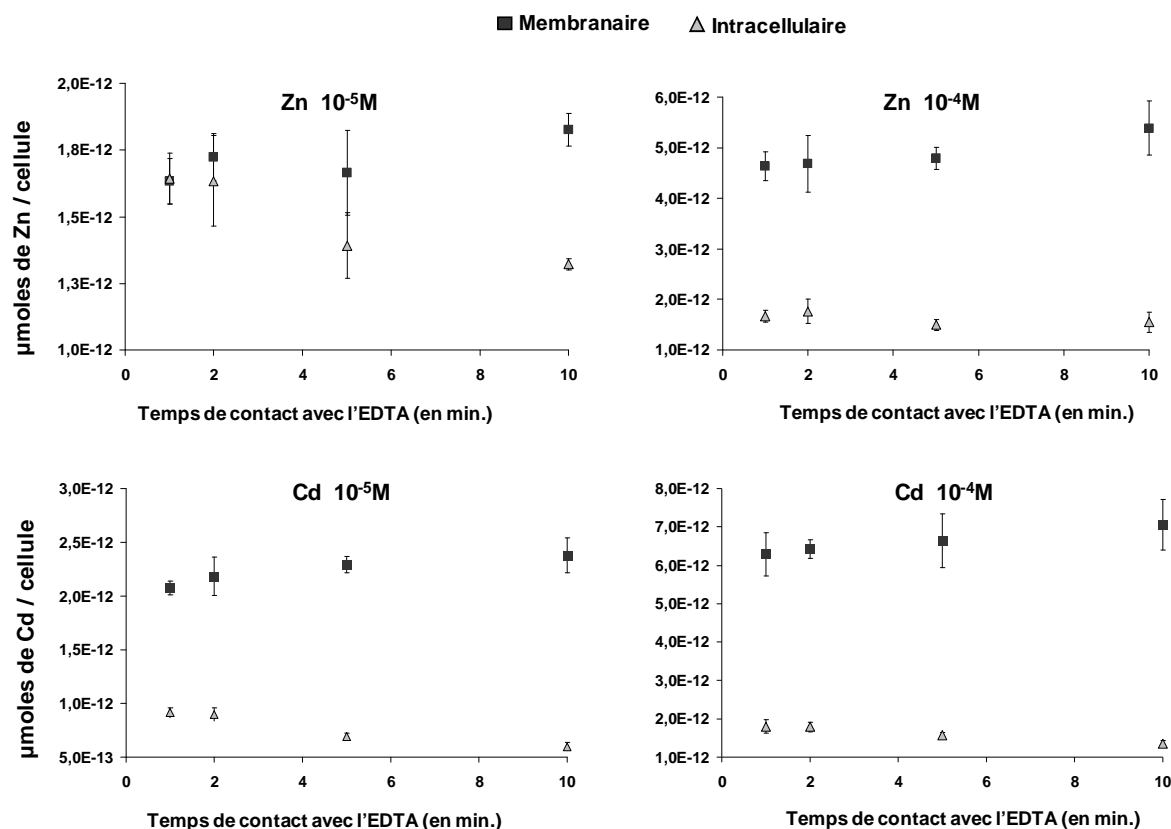 Membranaire Intracellulaire
Zn 10⁻⁵M
µmoles de Zn / cellule
2,0E-12
1,8E-12
1,5E-12
1,3E-12
1,0E-12
0 2 4 6 8 10
Temps de contact avec l'EDTA (en min.)
Zn 10⁻⁴M
6,0E-12
5,0E-12
4,0E-12
3,0E-12
2,0E-12
1,0E-12
0 2 4 6 8 10
Temps de contact avec l'EDTA (en min.)
Cd 10⁻⁵M
µmoles de Cd / cellule
3,0E-12
2,5E-12
2,0E-12
1,5E-12
1,0E-12
5,0E-13
0 2 4 6 8 10
Temps de contact avec l'EDTA (en min.)
Cd 10⁻⁴M
8,0E-12
7,0E-12
6,0E-12
5,0E-12
4,0E-12
3,0E-12
2,0E-12
1,0E-12
0 2 4 6 8 10
Temps de contact avec l'EDTA (en min.)